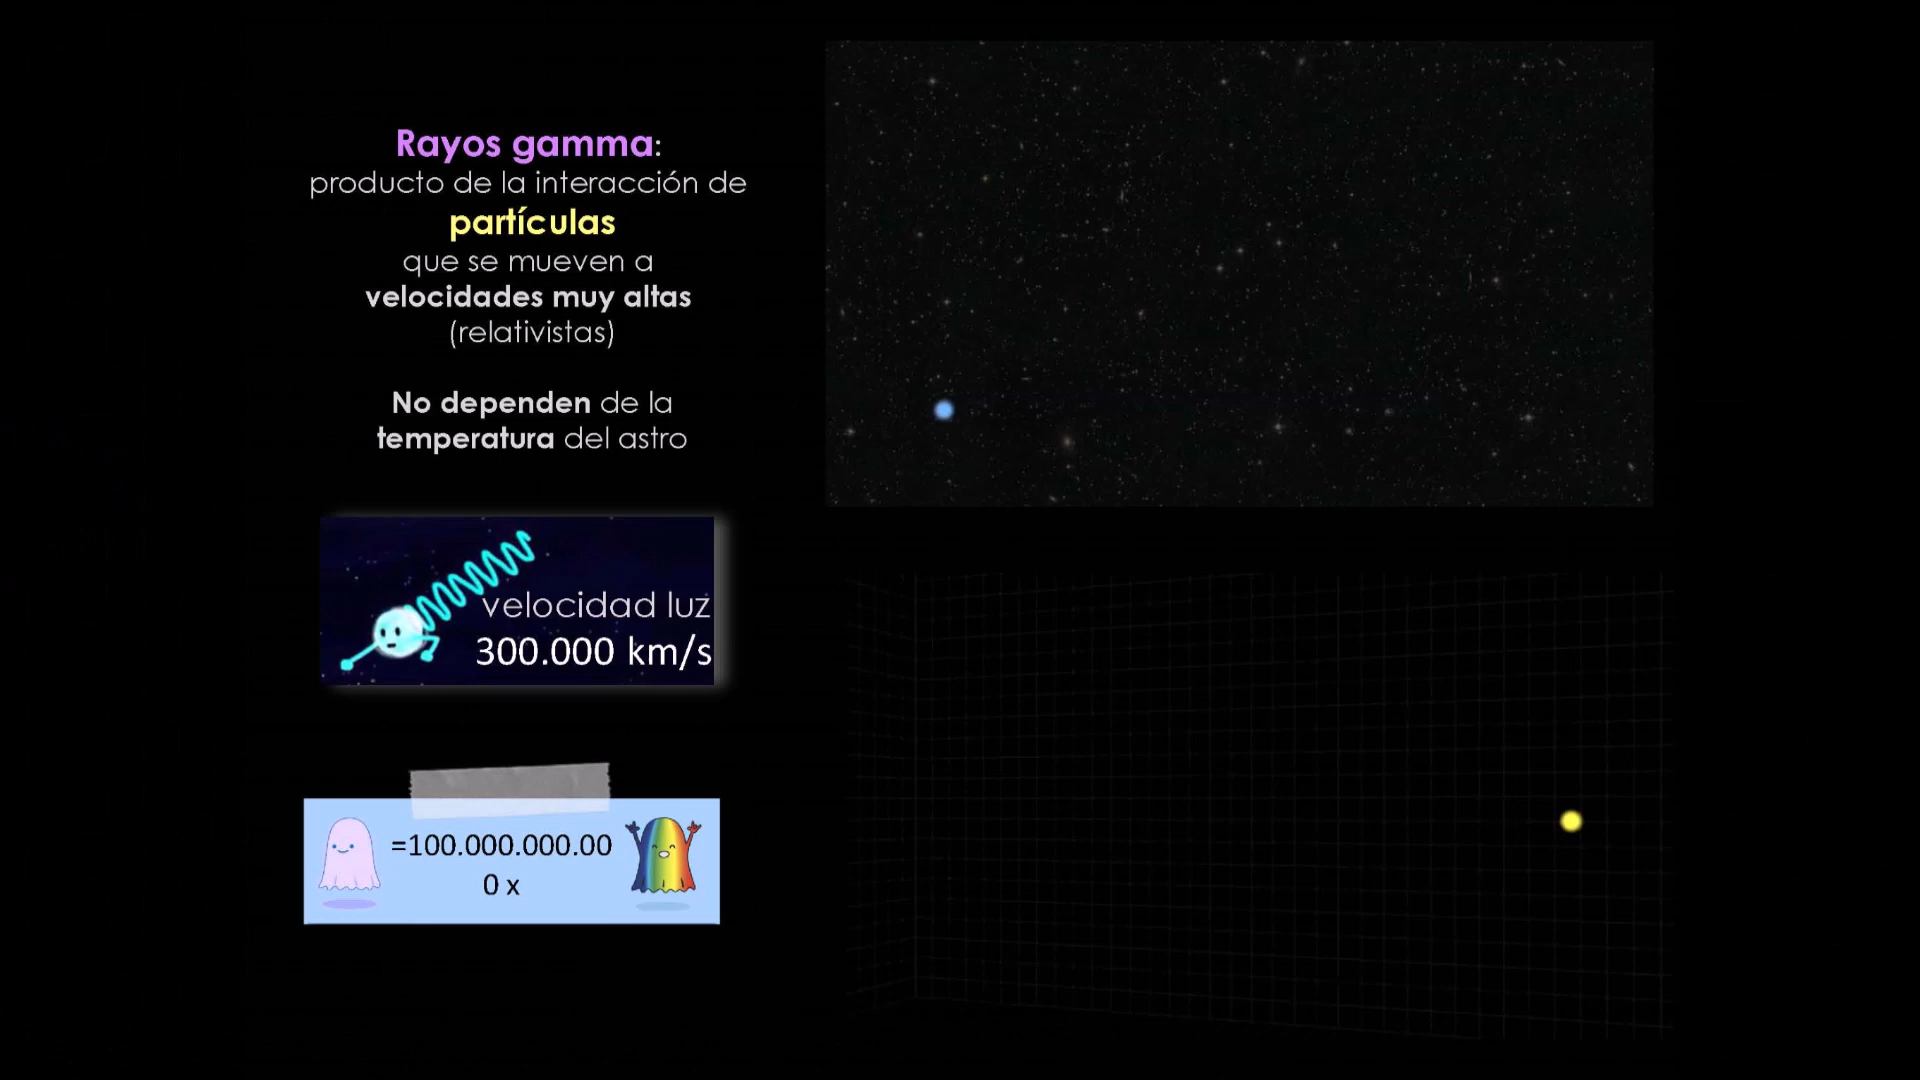 Rayos gamma:
producto de la interacción de
partículas
que se mueven a
velocidades muy altas
(relativistas)
No dependen de la
temperatura del astro
velocidad luz
300.000 km/s
=100.000.000.00
0 x